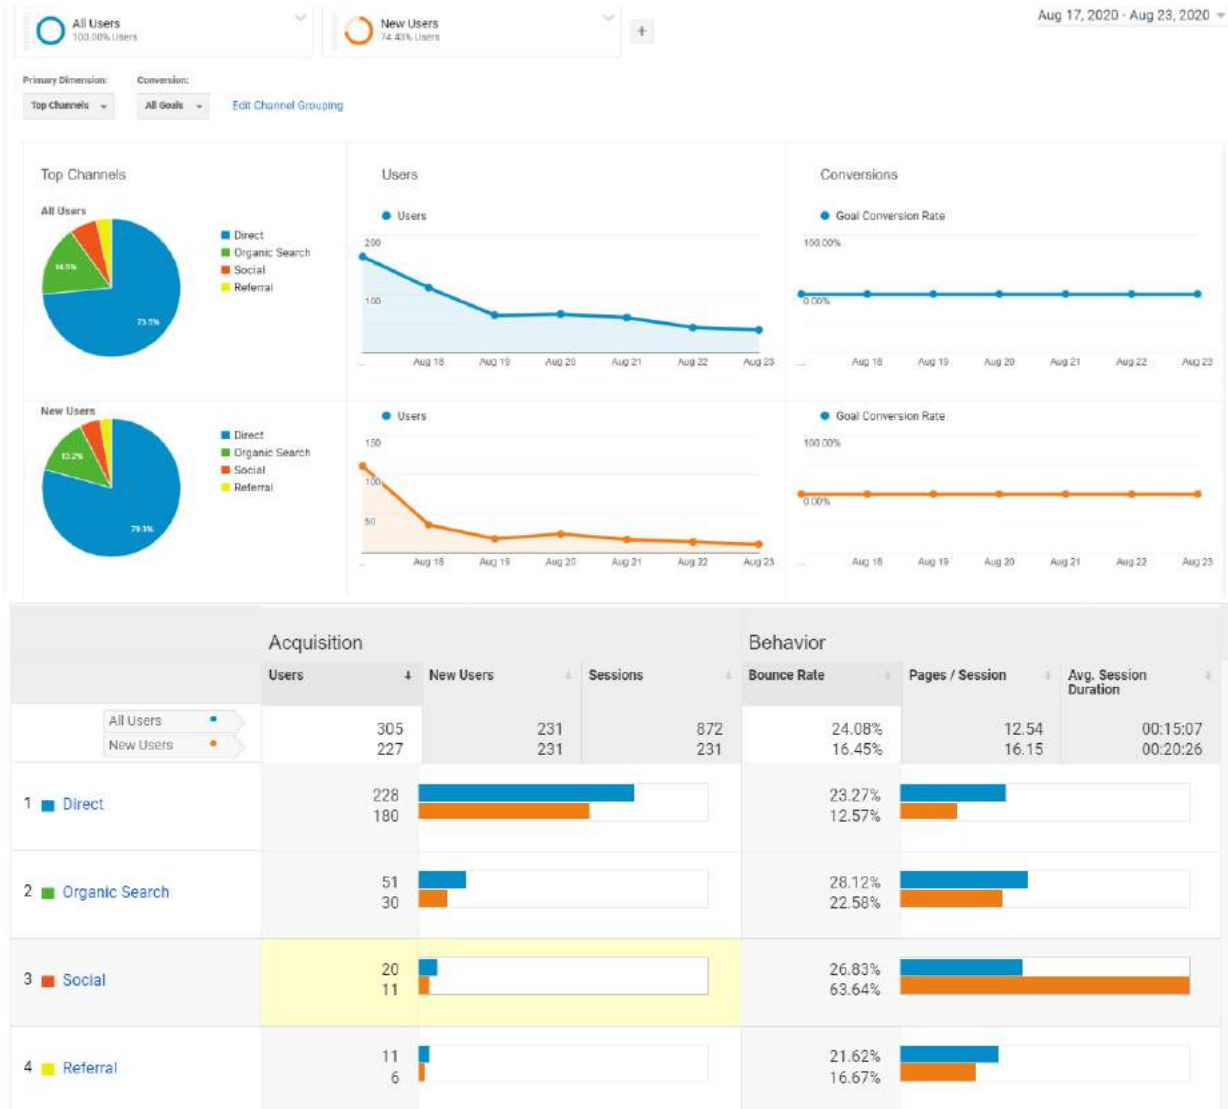 All Users
100.00% Users
New Users
74.43% Users
+
Aug 17, 2020 - Aug 23, 2020
Primary Dimension:
Conversion:
Top Channels
All Goals
Edit Channel Grouping
Top Channels
Users
Conversions
All Users
Direct
Organic Search
Social
Referral
73.5%
Users
200
100
...
Aug 18
Aug 19
Aug 20
Aug 21
Aug 22
Aug 23
Goal Conversion Rate
100.00%
0.00%
...
Aug 18
Aug 19
Aug 20
Aug 21
Aug 22
Aug 23
New Users
Direct
Organic Search
Social
Referral
13.2%
79.3%
Users
150
100
50
...
Aug 18
Aug 19
Aug 20
Aug 21
Aug 22
Aug 23
Goal Conversion Rate
100.00%
0.00%
...
Aug 18
Aug 19
Aug 20
Aug 21
Aug 22
Aug 23
Acquisition
Behavior
Users
New Users
Sessions
Bounce Rate
Pages / Session
Avg. Session
Duration
All Users
New Users
305 231 872 24.08% 12.54 00:15:07
227 231 231 16.45% 16.15 00:20:26
1 Direct
228 23.27%
180 12.57%
2 Organic Search
51 28.12%
30 22.58%
3 Social
20 26.83%
11 63.64%
4 Referral
11 21.62%
6 16.67%